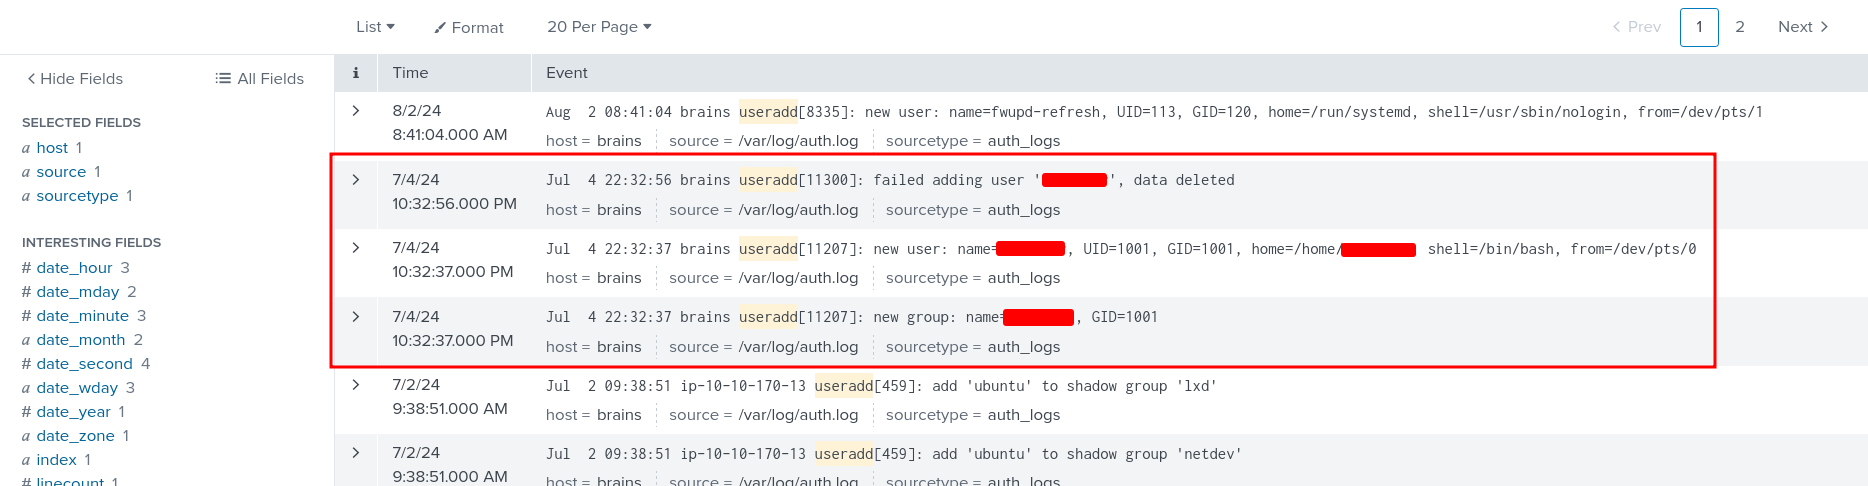 List Format 20 Per Page Prev 1 2 Next
Hide Fields All Fields
SELECTED FIELDS
a host 1
a source 1
a sourcetype 1
INTERESTING FIELDS
# date_hour 3
# date_mday 2
# date_minute 3
a date_month 2
# date_second 4
a date_wday 3
# date_year 1
a date_zone 1
a index 1
# linecount 1
i Time Event
8/2/24
8:41:04.000 AM
Aug 2 08:41:04 brains useradd[8335]: new user: name=fwupd-refresh, UID=113, GID=120, home=/run/systemd, shell=/usr/sbin/nologin, from=/dev/pts/1
host = brains source = /var/log/auth.log sourcetype = auth_logs
7/4/24
10:32:56.000 PM
Jul 4 22:32:56 brains useradd[11300]: failed adding user '', data deleted
host = brains source = /var/log/auth.log sourcetype = auth_logs
7/4/24
10:32:37.000 PM
Jul 4 22:32:37 brains useradd[11207]: new user: name=, UID=1001, GID=1001, home=/home/ shell=/bin/bash, from=/dev/pts/0
host = brains source = /var/log/auth.log sourcetype = auth_logs
7/4/24
10:32:37.000 PM
Jul 4 22:32:37 brains useradd[11207]: new group: name=, GID=1001
host = brains source = /var/log/auth.log sourcetype = auth_logs
7/2/24
9:38:51.000 AM
Jul 2 09:38:51 ip-10-10-170-13 useradd[459]: add 'ubuntu' to shadow group 'lxd'
host = brains source = /var/log/auth.log sourcetype = auth_logs
7/2/24
9:38:51.000 AM
Jul 2 09:38:51 ip-10-10-170-13 useradd[459]: add 'ubuntu' to shadow group 'netdev'
host = brains source = /var/log/auth.log sourcetype = auth_logs